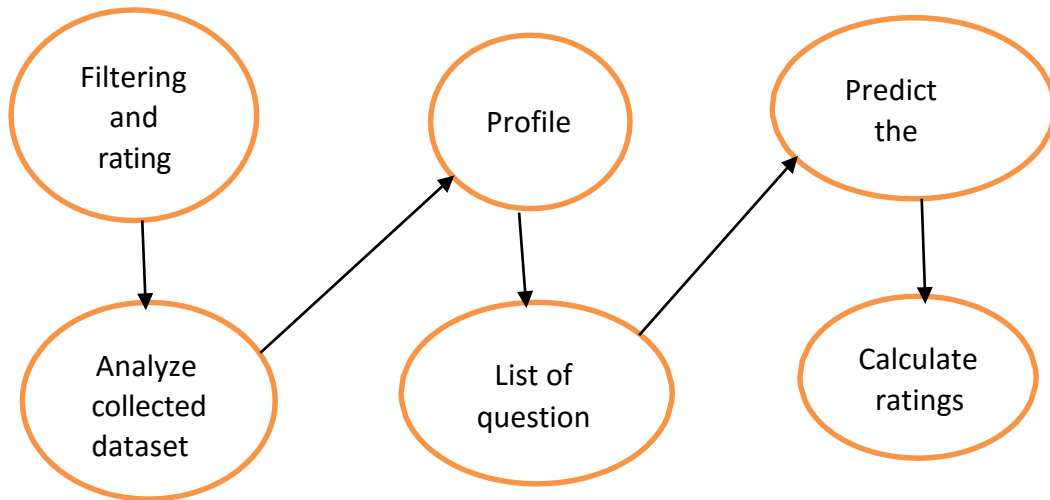 Filtering
and
rating
Analyze
collected
dataset
Profile
List of
question
Predict
the
Calculate
ratings